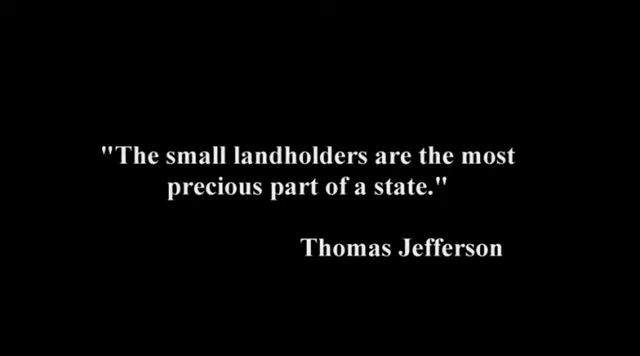 "The small landholders are the most
precious part of a state."
Thomas Jefferson